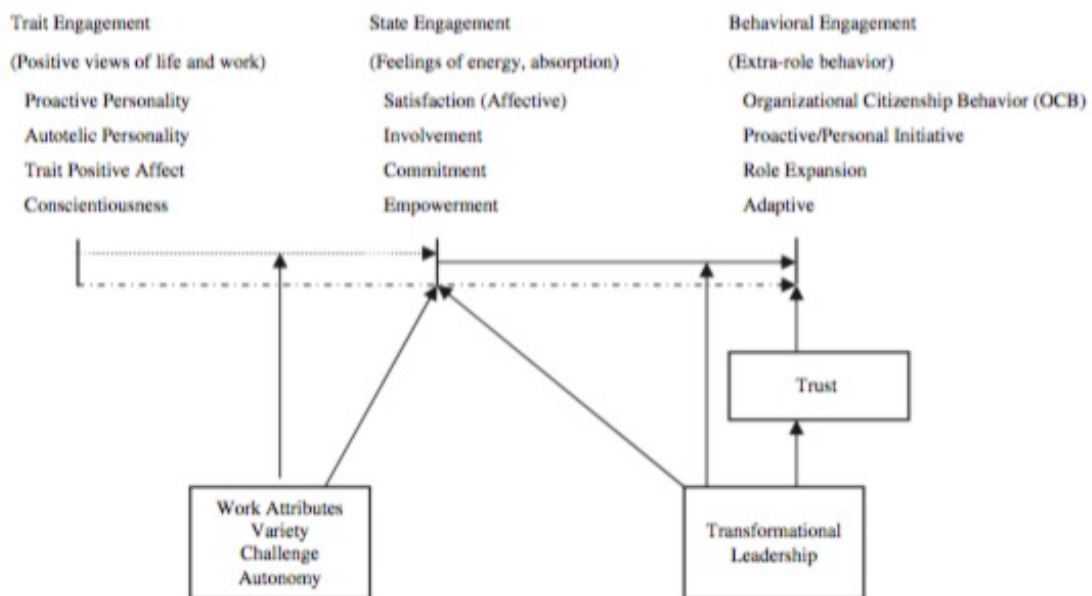 Trait Engagement
(Positive views of life and work)
Proactive Personality
Autotelic Personality
Trait Positive Affect
Conscientiousness
State Engagement
(Feelings of energy, absorption)
Satisfaction (Affective)
Involvement
Commitment
Empowerment
Behavioral Engagement
(Extra-role behavior)
Organizational Citizenship Behavior (OCB)
Proactive/Personal Initiative
Role Expansion
Adaptive
Trust
Work Attributes
Variety
Challenge
Autonomy
Transformational
Leadership